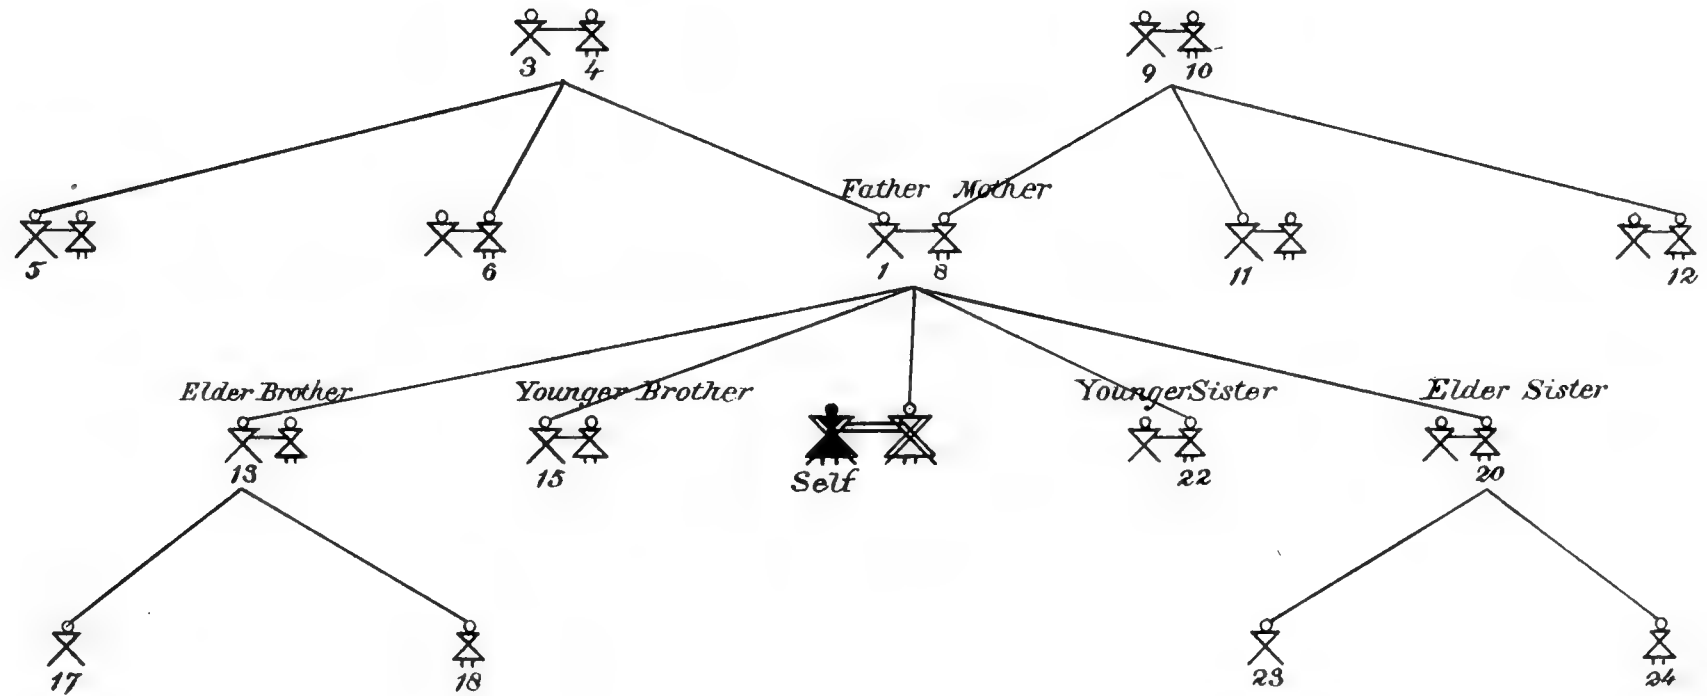 3 4 9 10
Father Mother
5 6 1 8 11 12
Elder Brother Younger Brother Younger Sister Elder Sister
13 15 Self 22 20
17 18 23 24